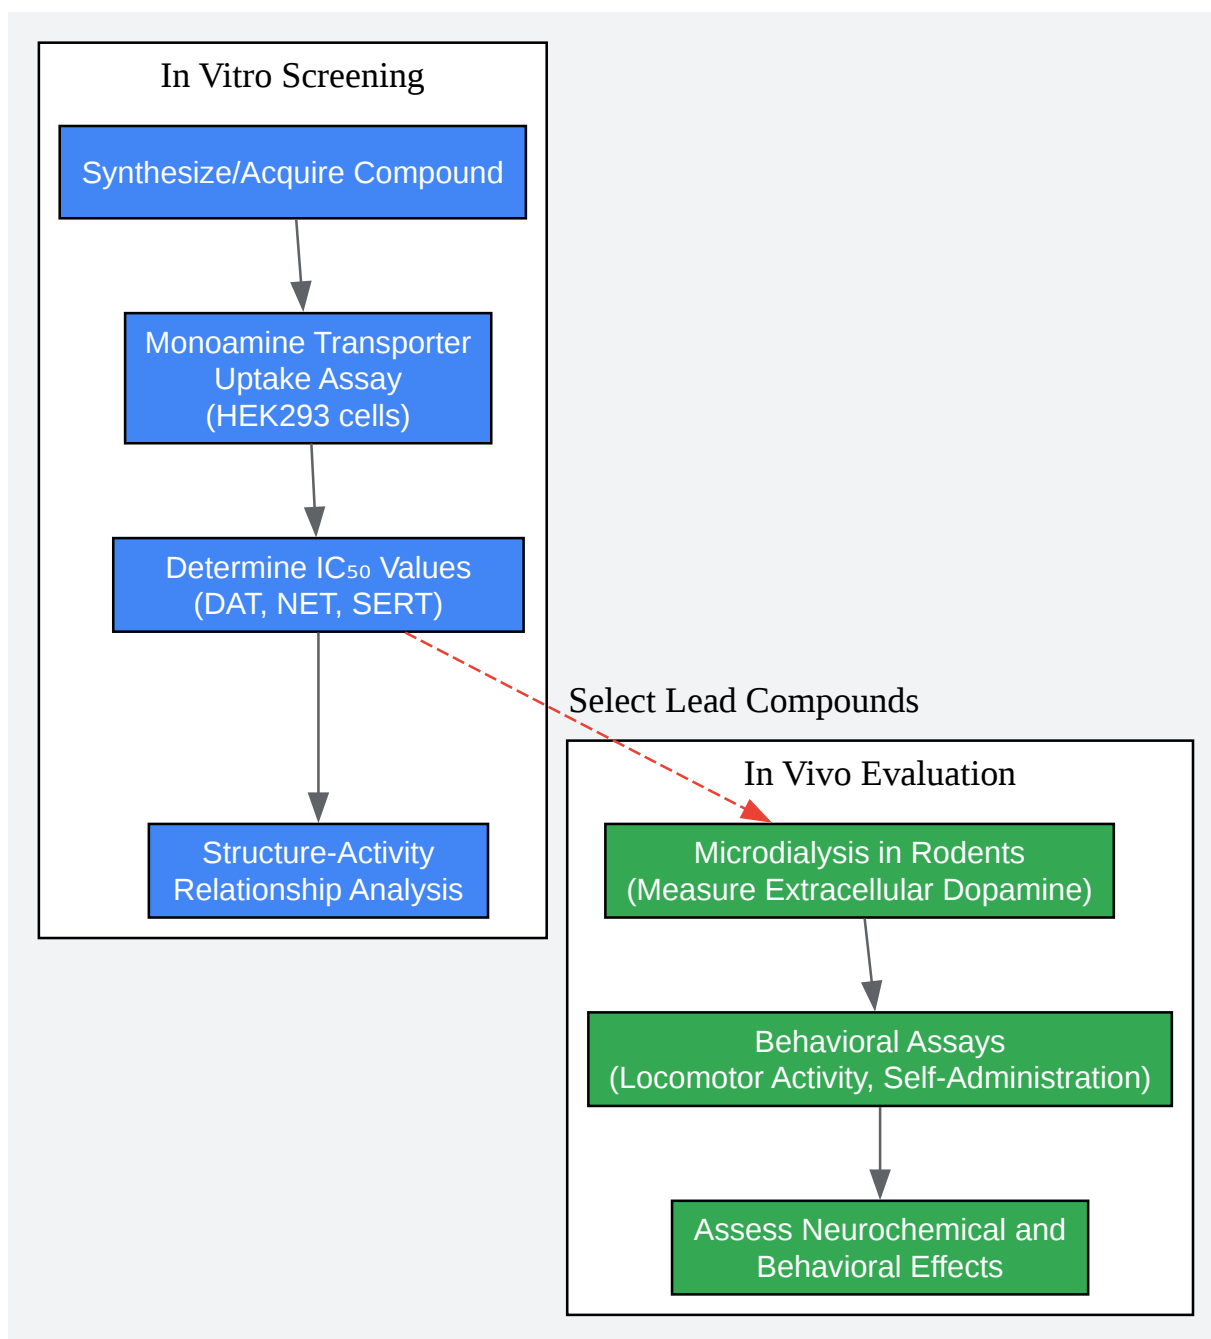 In Vitro Screening
Synthesize/Acquire Compound
Monoamine Transporter
Uptake Assay
(HEK293 cells)
Determine IC₅₀ Values
(DAT, NET, SERT)
Structure-Activity
Relationship Analysis
Select Lead Compounds
In Vivo Evaluation
Microdialysis in Rodents
(Measure Extracellular Dopamine)
Behavioral Assays
(Locomotor Activity, Self-Administration)
Assess Neurochemical and
Behavioral Effects